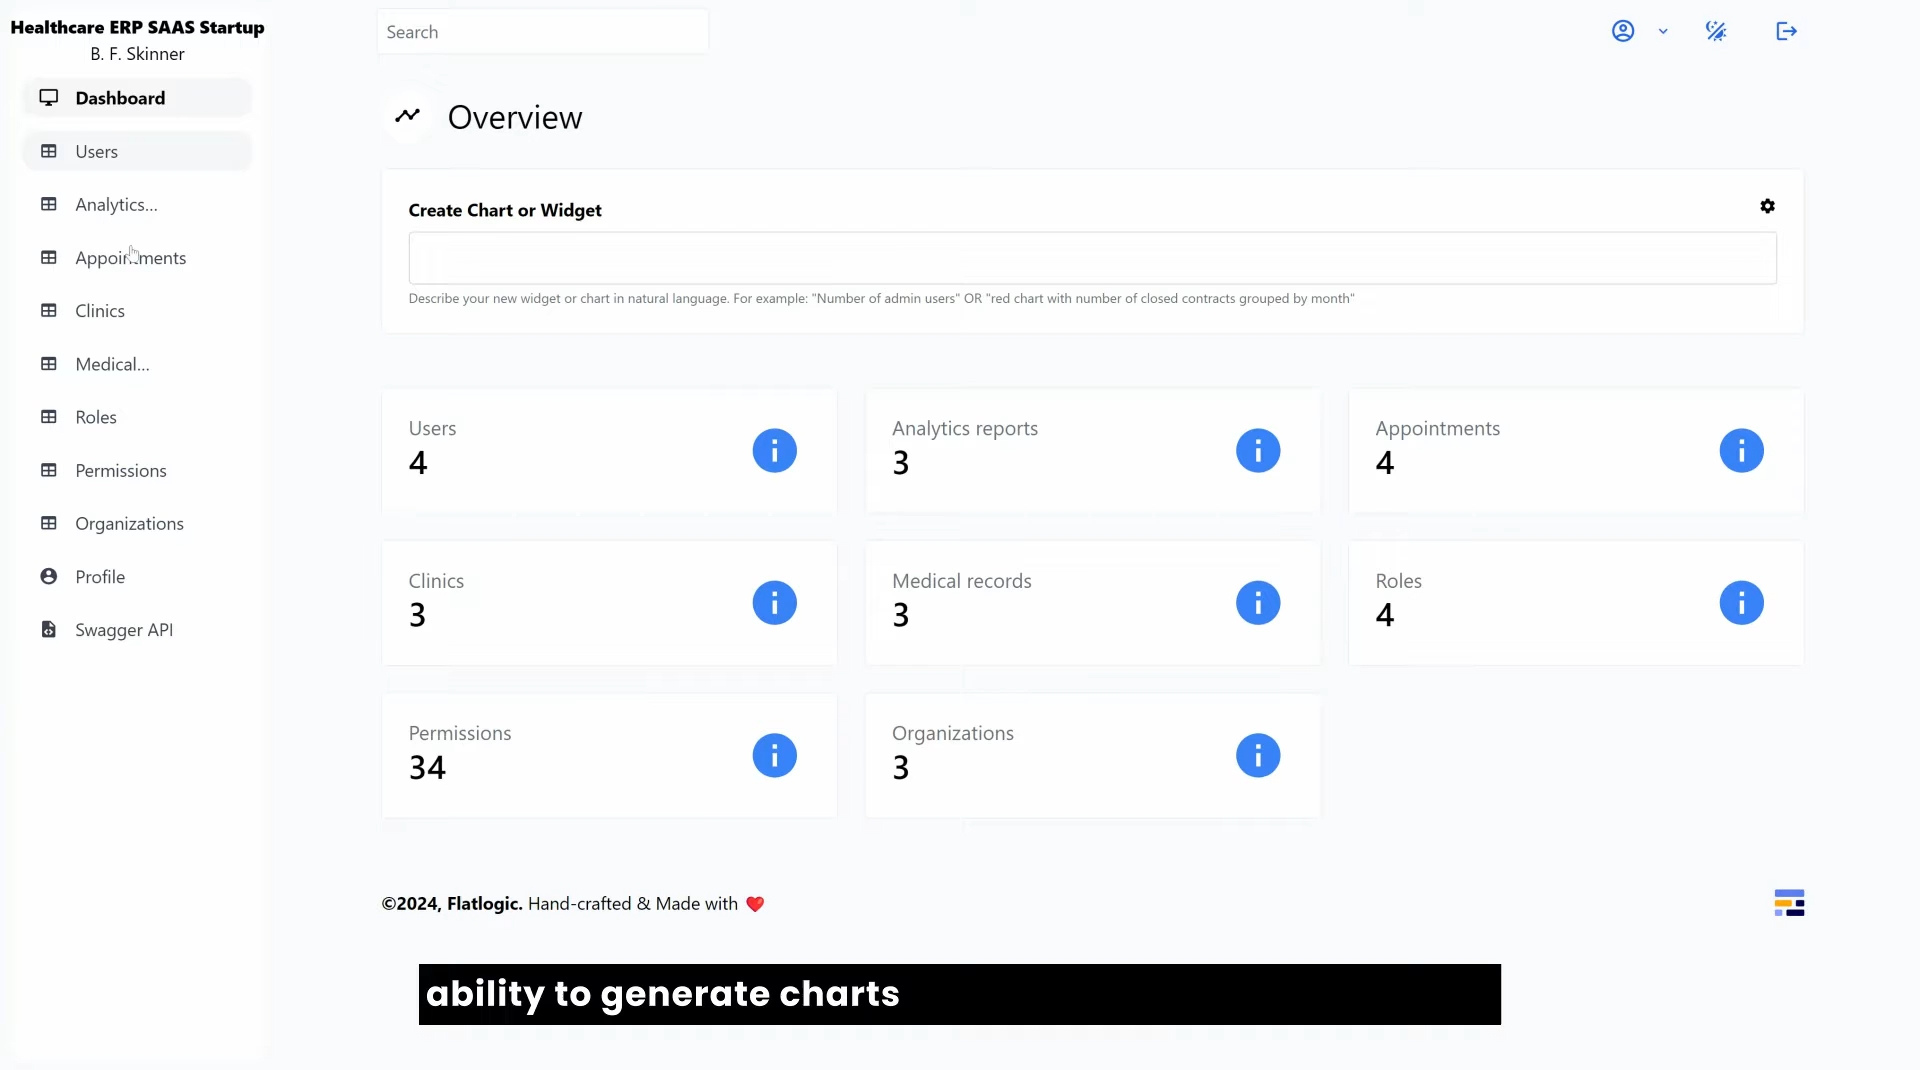 Healthcare ERP SAAS Startup
B. F. Skinner
Dashboard
Users
Analytics...
Appointments
Clinics
Medical...
Roles
Permissions
Organizations
Profile
Swagger API
Search
Overview
Create Chart or Widget
Describe your new widget or chart in natural language. For example: "Number of admin users" OR "red chart with number of closed contracts grouped by month"
Users
4
Analytics reports
3
Appointments
4
Clinics
3
Medical records
3
Roles
4
Permissions
34
Organizations
3
©2024, Flatlogic. Hand-crafted & Made with ❤️
ability to generate charts